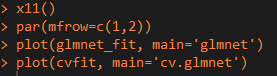 > x11()
> par(mfrow=c(1,2))
> plot(glmnet_fit, main='glmnet')
> plot(cvfit, main='cv.glmnet')